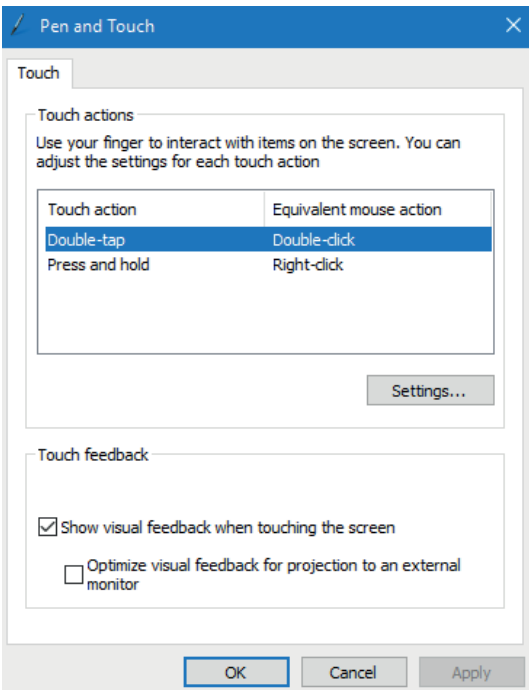 Pen and Touch
Touch
Touch actions
Use your finger to interact with items on the screen. You can
adjust the settings for each touch action
Touch action Equivalent mouse action
Double-tap Double-click
Press and hold Right-click
Settings...
Touch feedback
Show visual feedback when touching the screen
Optimize visual feedback for projection to an external
monitor
OK Cancel Apply